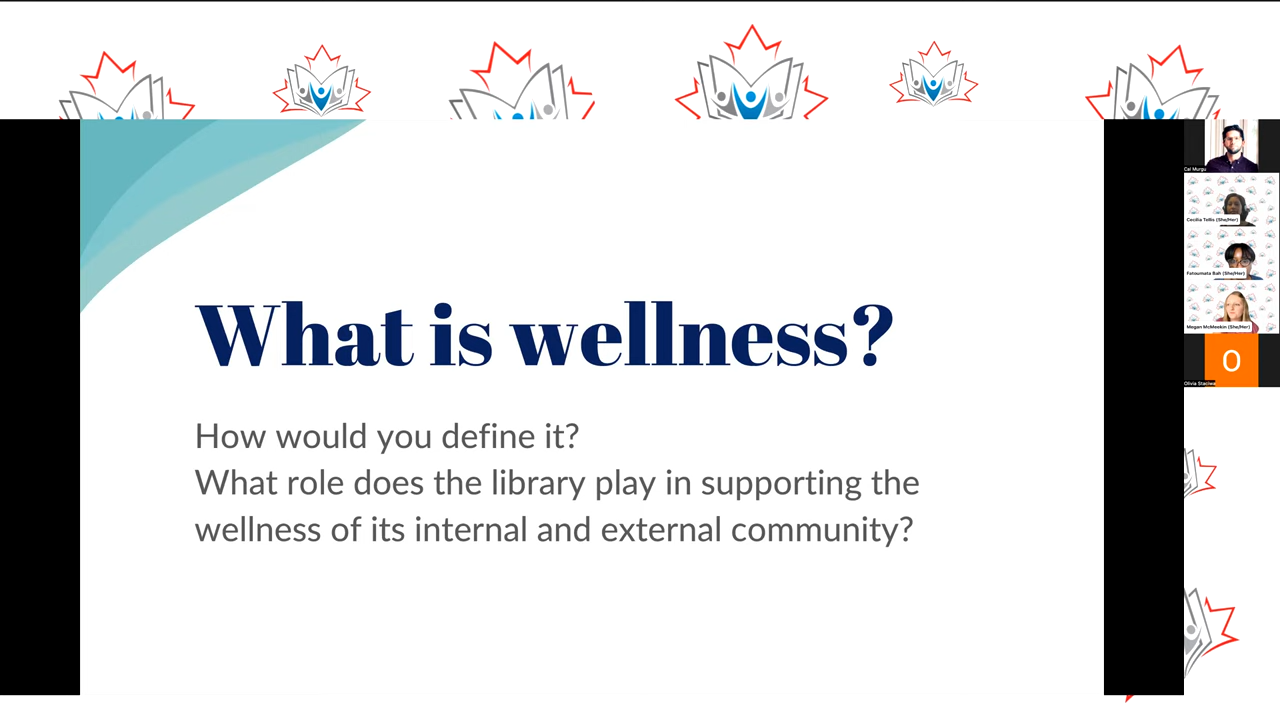 What is wellness?
How would you define it?
What role does the library play in supporting the
wellness of its internal and external community?
Cal Murgu
Cecilia Tellis (She/Her)
Fatoumata Bah (She/Her)
Megan McMeekin (She/Her)
O
Olivia Staciwa